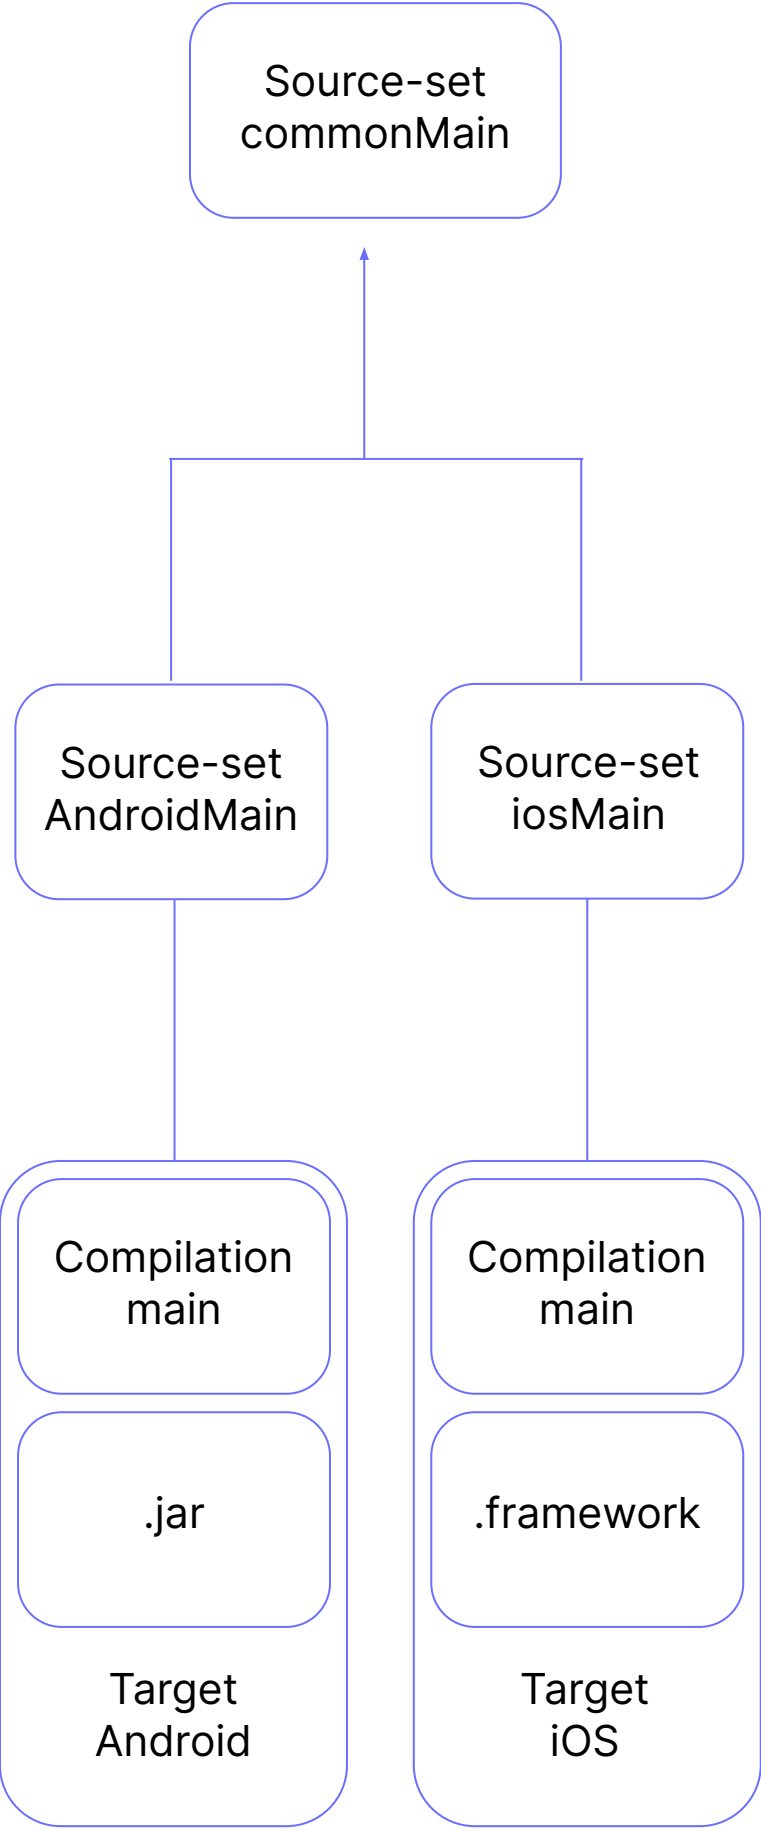 Source-set
commonMain
Source-set
AndroidMain
Source-set
iosMain
Compilation
main
.jar
Target
Android
Compilation
main
.framework
Target
iOS